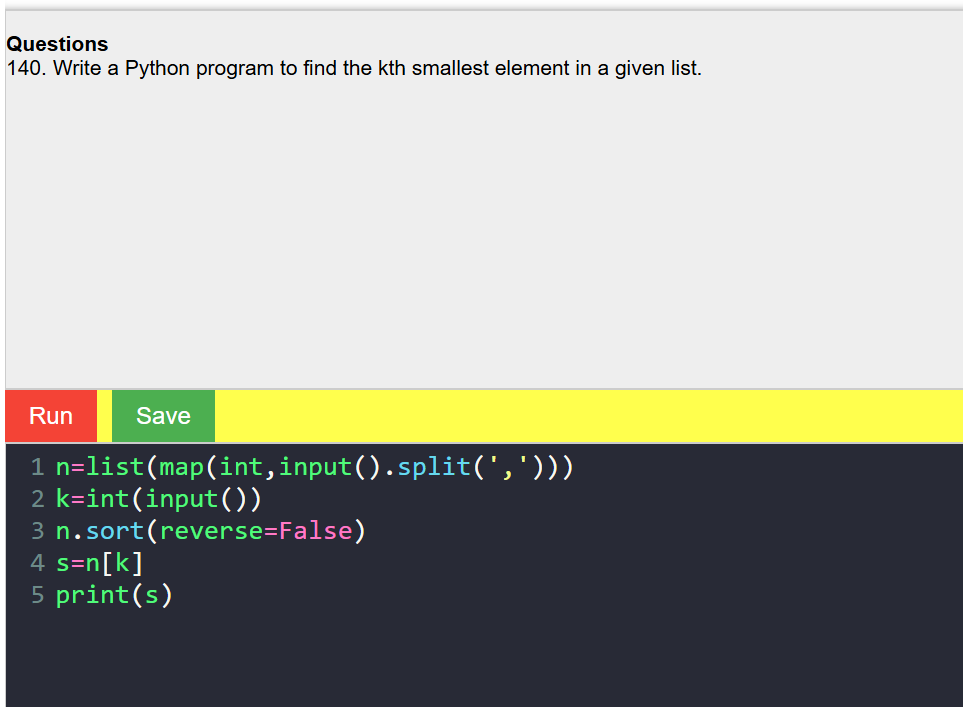 Questions
140. Write a Python program to find the kth smallest element in a given list.
Run Save
1 n=list(map(int,input().split(',')))
2 k=int(input())
3 n.sort(reverse=False)
4 s=n[k]
5 print(s)